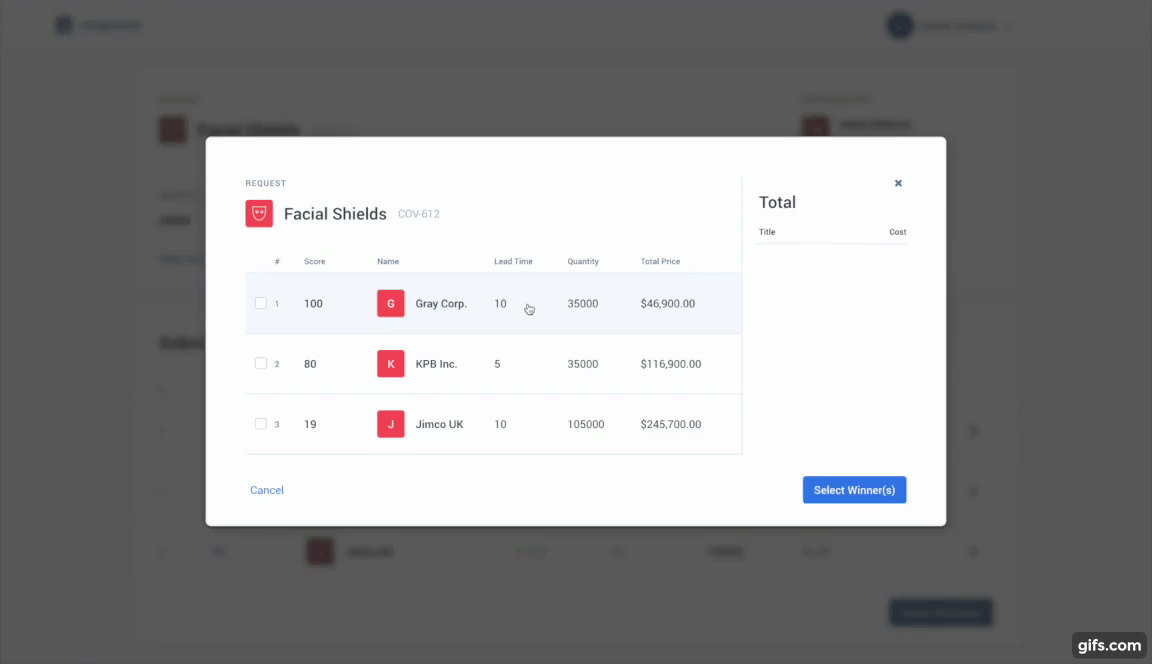 REQUEST
Facial Shields COV-612
# Score Name Lead Time Quantity Total Price
1 100 G Gray Corp. 10 35000 $46,900.00
2 80 K KPB Inc. 5 35000 $116,900.00
3 19 J Jimco UK 10 105000 $245,700.00
Cancel
Total
Title Cost
Select Winner(s)
gifs.com